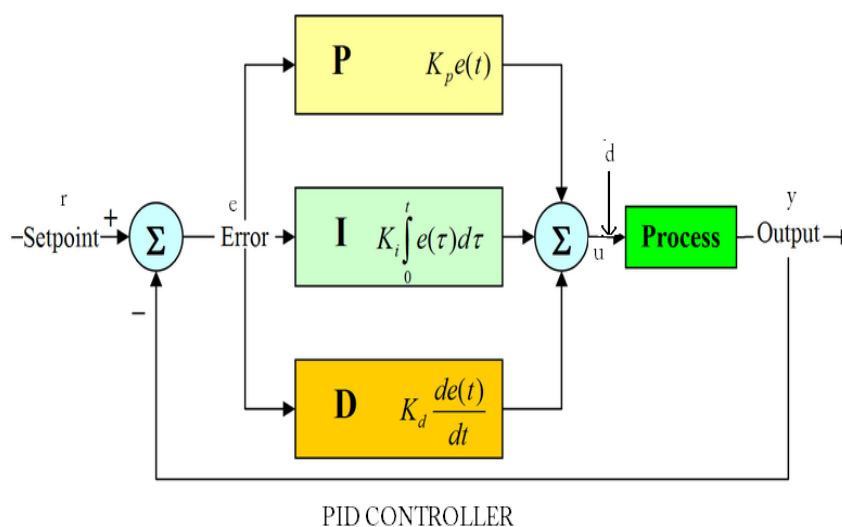 P K_p e(t)
d
r
e
y
–Setpoint
+
Σ
Error
I K_i ∫_0^t e(τ)dτ
Σ
u
Process
Output
–
D K_d de(t)/dt
PID CONTROLLER